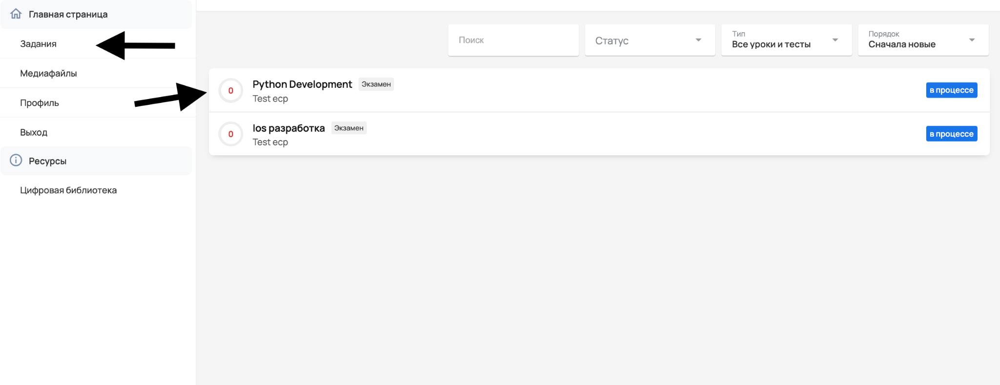 Главная страница
Задания
Медиафайлы
Профиль
Выход
Ресурсы
Цифровая библиотека
Поиск
Статус
Тип
Все уроки и тесты
Порядок
Сначала новые
0
Python Development Экзамен
Test ecp
в процессе
0
Ios разработка Экзамен
Test ecp
в процессе